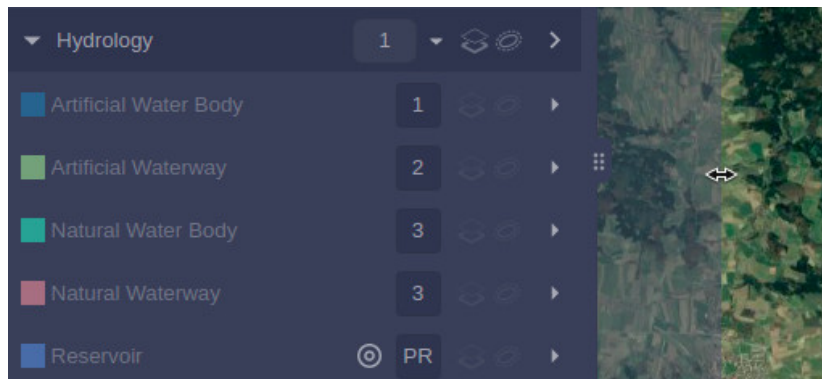 Hydrology 1
Artificial Water Body 1
Artificial Waterway 2
Natural Water Body 3
Natural Waterway 3
Reservoir PR